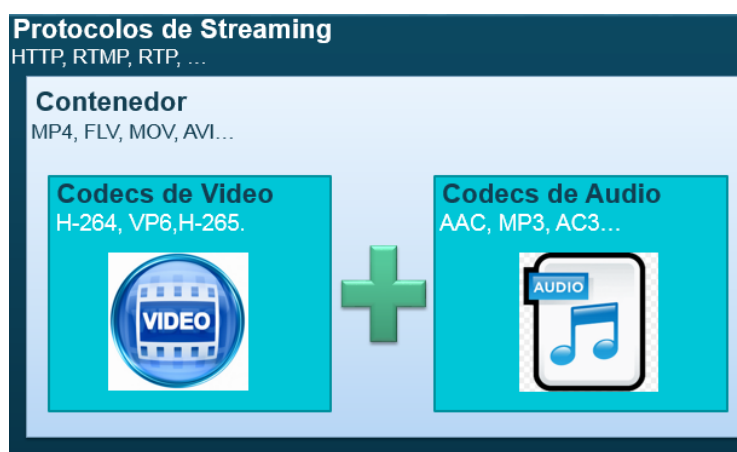 Protocolos de Streaming
HTTP, RTMP, RTP, ...
Contenedor
MP4, FLV, MOV, AVI...
Codecs de Video
H-264, VP6,H-265.
VIDEO
Codecs de Audio
AAC, MP3, AC3...
AUDIO